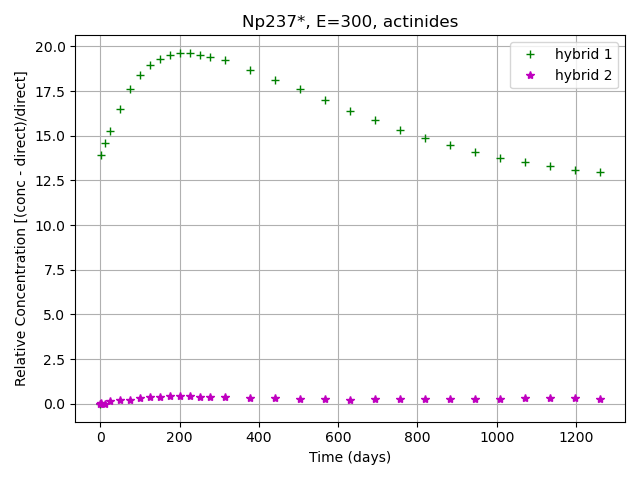 Np237*, E=300, actinides
hybrid 1
hybrid 2
Relative Concentration [(conc - direct)/direct]
20.0
17.5
15.0
12.5
10.0
7.5
5.0
2.5
0.0
0 200 400 600 800 1000 1200
Time (days)